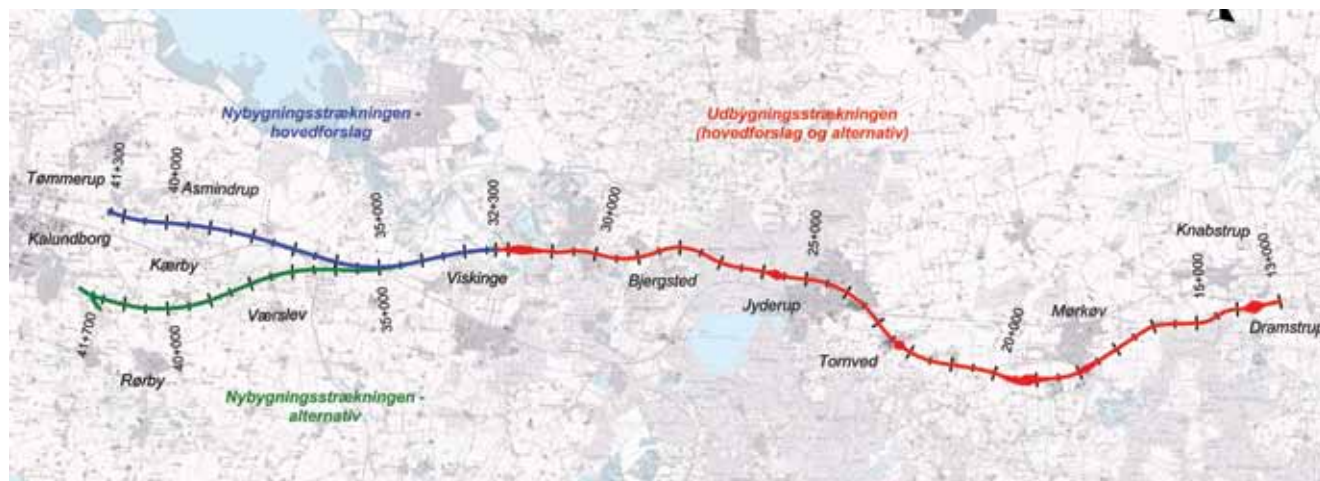 Nybygningsstrækningen -
hovedforslag
Udbygningsstrækningen
(hovedforslag og alternativ)
Tømmerup
41+300
40+000
Asmindrup
35+000
32+300
30+000
25+000
Knabstrup
13+000
15+000
Kalundborg
Kærby
Viskinge
Bjergsted
Jyderup
20+000
Mørkøv
Dramstrup
Værslev
35+000
41+700
40+000
Rørby
Tornved
Nybygningsstrækningen -
alternativ